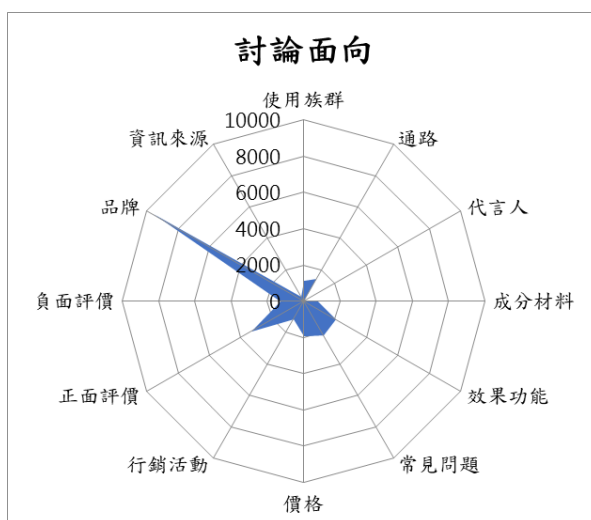 討論面向
使用族群
10000
資訊來源
通路
8000
品牌
6000
代言人
4000
2000
負面評價
0
成分材料
正面評價
效果功能
行銷活動
常見問題
價格